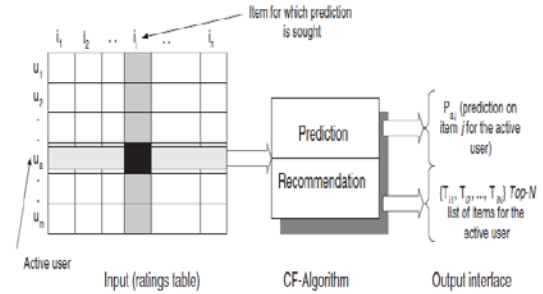 Item for which prediction
is sought
i1 i2 . . ij . . in
u1
u2
.
ua
.
um
Active user
Input (ratings table)
Prediction
Recommendation
CF-Algorithm
Pa,j (prediction on
item j for the active
user)
{Ti1, Ti2, ..., TiN} Top-N
list of items for the
active user
Output interface